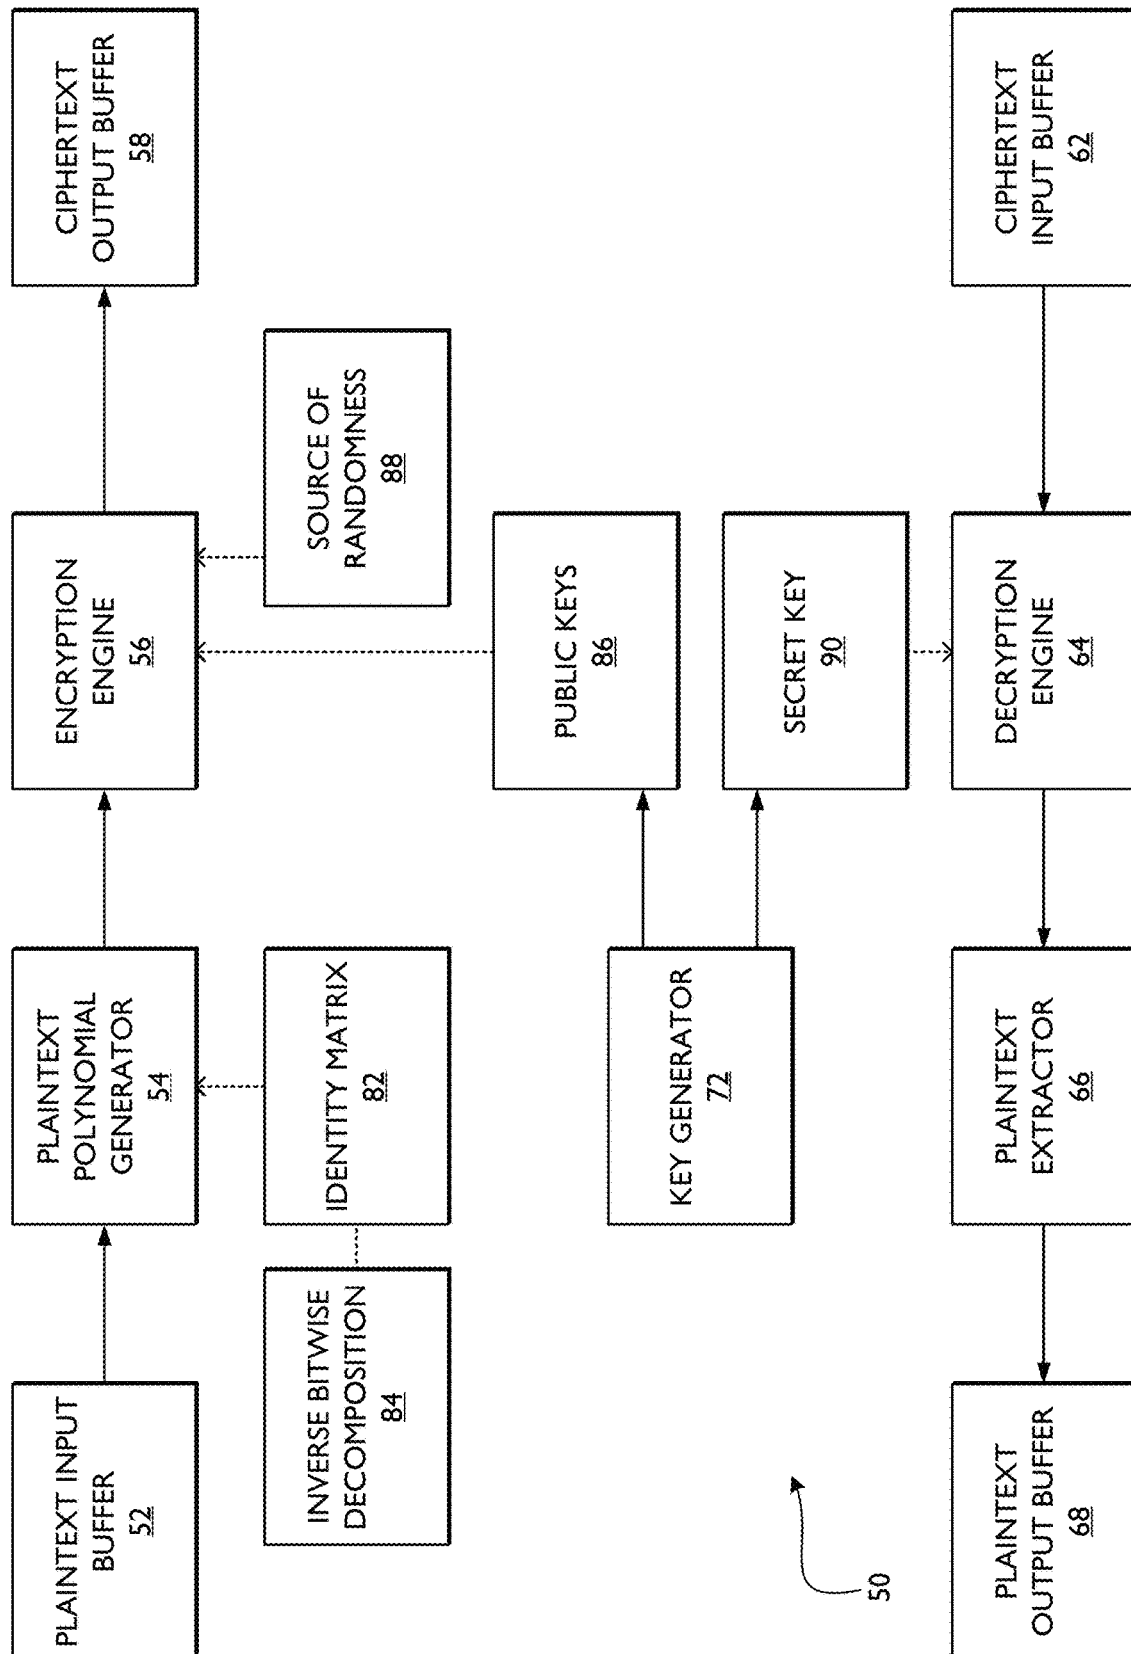 PLAINTEXT INPUT
BUFFER
52
PLAINTEXT
POLYNOMIAL
GENERATOR
54
ENCRYPTION
ENGINE
56
CIPHERTEXT
OUTPUT BUFFER
58
INVERSE BITWISE
DECOMPOSITION
84
IDENTITY MATRIX
82
SOURCE OF
RANDOMNESS
88
PUBLIC KEYS
86
KEY GENERATOR
72
SECRET KEY
90
50
PLAINTEXT
OUTPUT BUFFER
68
PLAINTEXT
EXTRACTOR
66
DECRYPTION
ENGINE
64
CIPHERTEXT
INPUT BUFFER
62